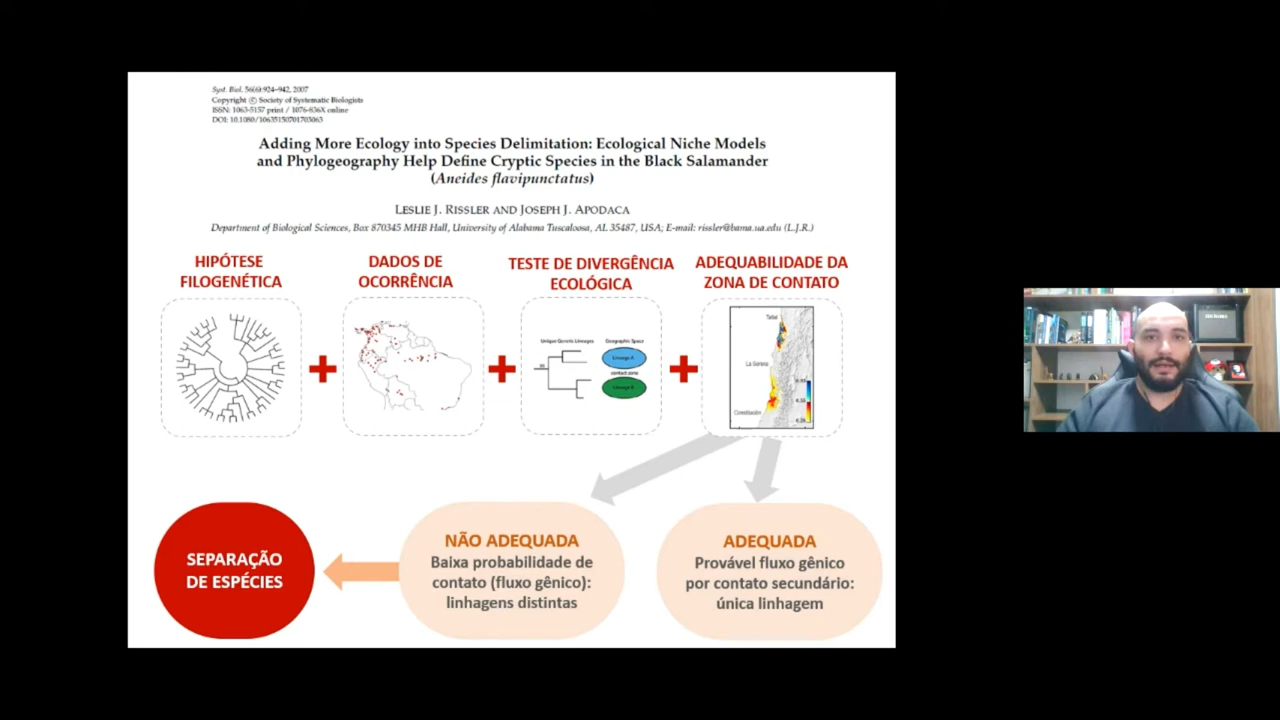 Syst. Biol. 56(6):924–942, 2007
Copyright © Society of Systematic Biologists
ISSN: 1063-5157 print / 1076-836X online
DOI: 10.1080/10635150701703063
Adding More Ecology into Species Delimitation: Ecological Niche Models
and Phylogeography Help Define Cryptic Species in the Black Salamander
(Aneides flavipunctatus)
LESLIE J. RISSLER AND JOSEPH J. APODACA
Department of Biological Sciences, Box 870345 MHB Hall, University of Alabama Tuscaloosa, AL 35487, USA; E-mail: rissler@bama.ua.edu (L.J.R.)
HIPÓTESE
FILOGENÉTICA
DADOS DE
OCORRÊNCIA
TESTE DE DIVERGÊNCIA
ECOLÓGICA
ADEQUABILIDADE DA
ZONA DE CONTATO
Unique Genetic Lineages
Geographic Space
Lineage A
contact zone
Lineage B
Taltal
La Serena
Constitución
NÃO ADEQUADA
Baixa probabilidade de
contato (fluxo gênico):
linhagens distintas
ADEQUADA
Provável fluxo gênico
por contato secundário:
única linhagem
SEPARAÇÃO
DE ESPÉCIES